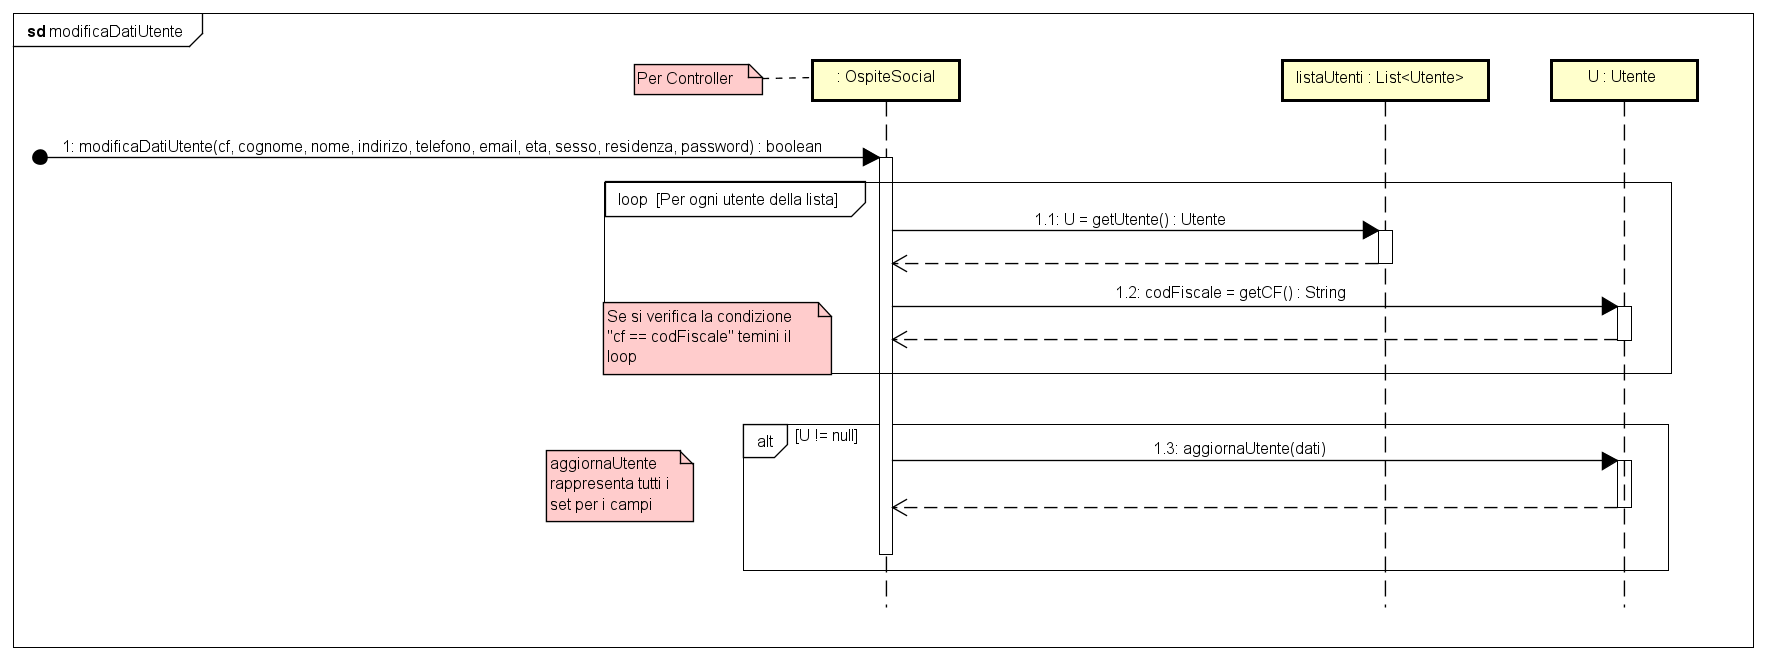 sd modificaDatiUtente
Per Controller
: OspiteSocial
listaUtenti : List<Utente>
U : Utente
1: modificaDatiUtente(cf, cognome, nome, indirizo, telefono, email, eta, sesso, residenza, password) : boolean
loop [Per ogni utente della lista]
1.1: U = getUtente() : Utente
1.2: codFiscale = getCF() : String
Se si verifica la condizione
"cf == codFiscale" temini il
loop
alt [U != null]
1.3: aggiornaUtente(dati)
aggiornaUtente
rappresenta tutti i
set per i campi